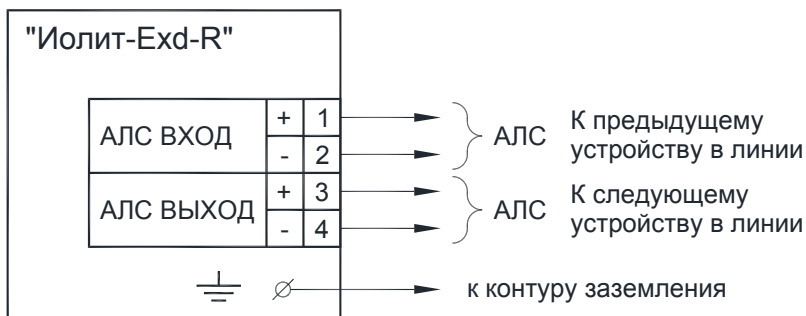 "Иолит-Exd-R"
АЛС ВХОД + 1 АЛС К предыдущему
- 2 устройству в линии
АЛС ВЫХОД + 3 АЛС К следующему
- 4 устройству в линии
к контуру заземления